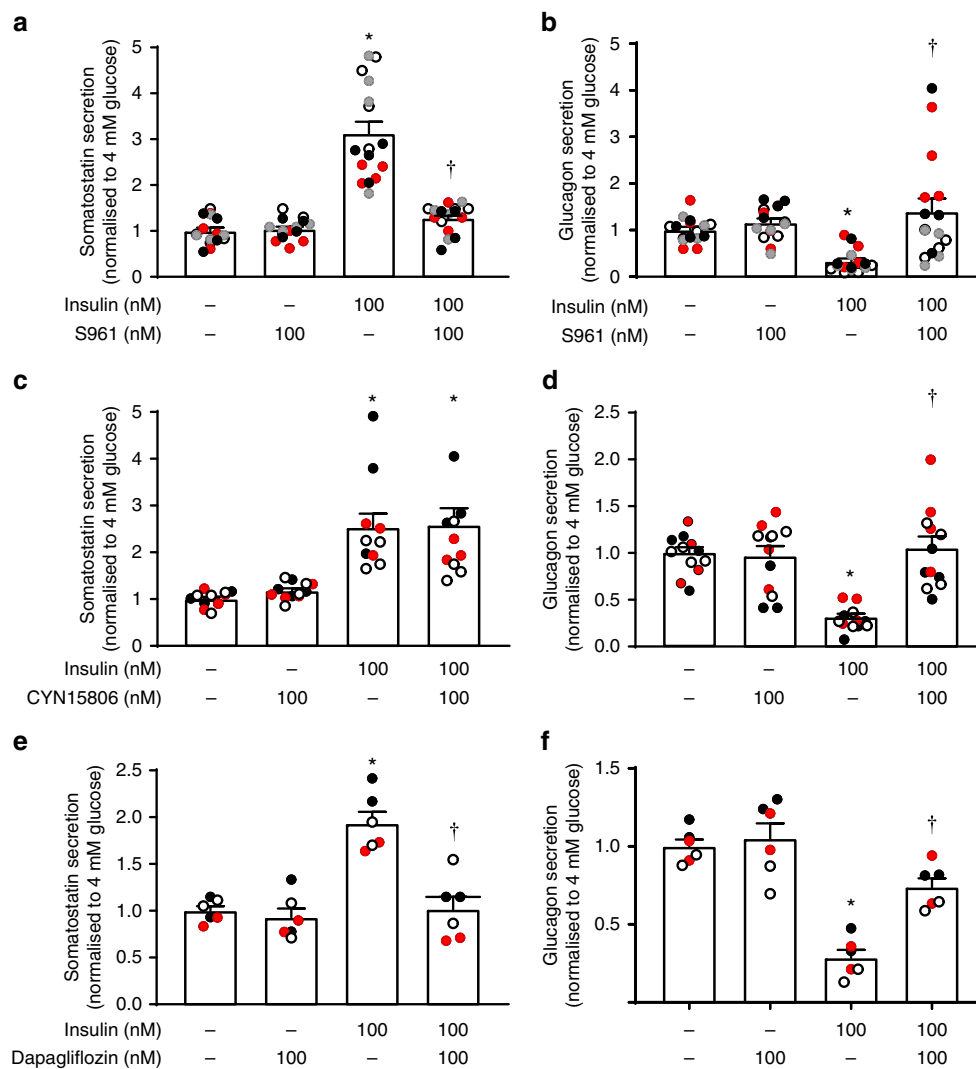 a
Somatostatin secretion
(normalised to 4 mM glucose)
5
4
3
2
1
0
*
†
Insulin (nM) – – 100 100
S961 (nM) – 100 – 100
b
Glucagon secretion
(normalised to 4 mM glucose)
5
4
3
2
1
0
*
†
Insulin (nM) – – 100 100
S961 (nM) – 100 – 100
c
Somatostatin secretion
(normalised to 4 mM glucose)
5
4
3
2
1
0
*
*
Insulin (nM) – – 100 100
CYN15806 (nM) – 100 – 100
d
Glucagon secretion
(normalised to 4 mM glucose)
2.5
2.0
1.5
1.0
0.5
0.0
*
†
– – 100 100
– 100 – 100
e
Somatostatin secretion
(normalised to 4 mM glucose)
2.5
2.0
1.5
1.0
0.5
0.0
*
†
Insulin (nM) – – 100 100
Dapagliflozin (nM) – 100 – 100
f
Glucagon secretion
(normalised to 4 mM glucose)
1.5
1.0
0.5
*
†
– – 100 100
– 100 – 100